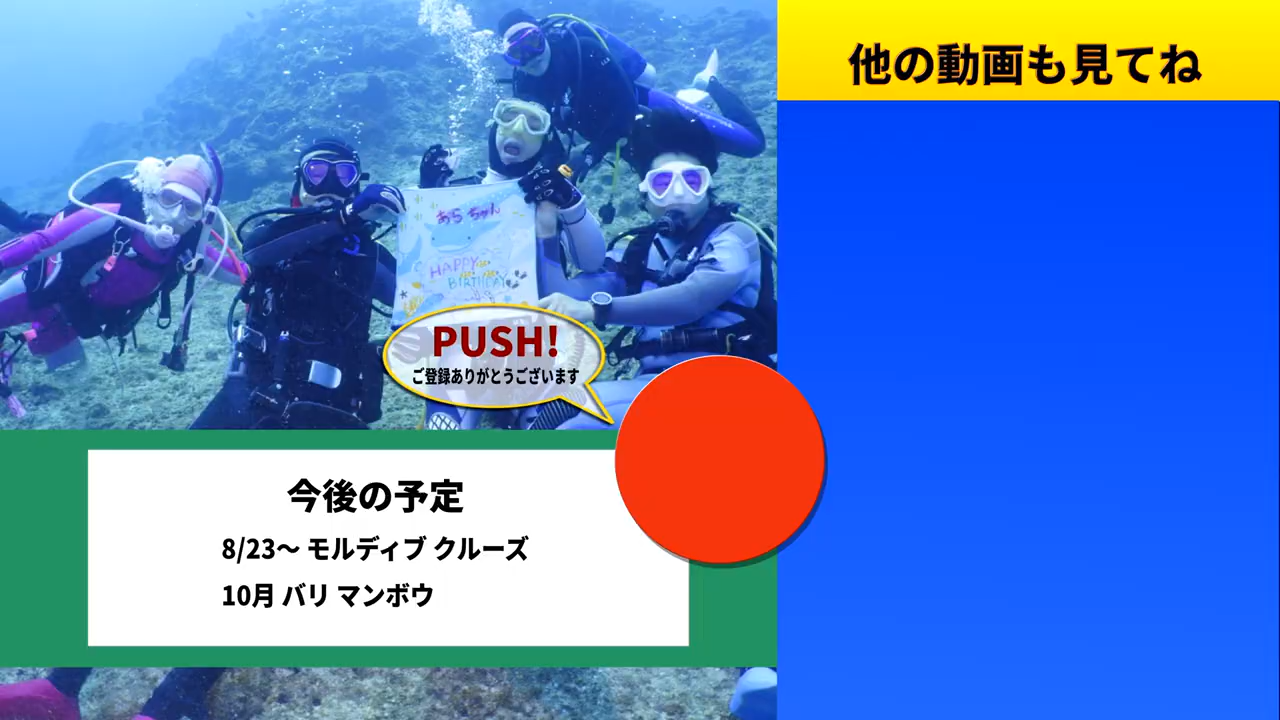 他の動画も見てね
あらちゃん
HAPPY
BIRTHDAY
PUSH!
ご登録ありがとうございます
今後の予定
8/23～ モルディブ クルーズ
10月 バリ マンボウ